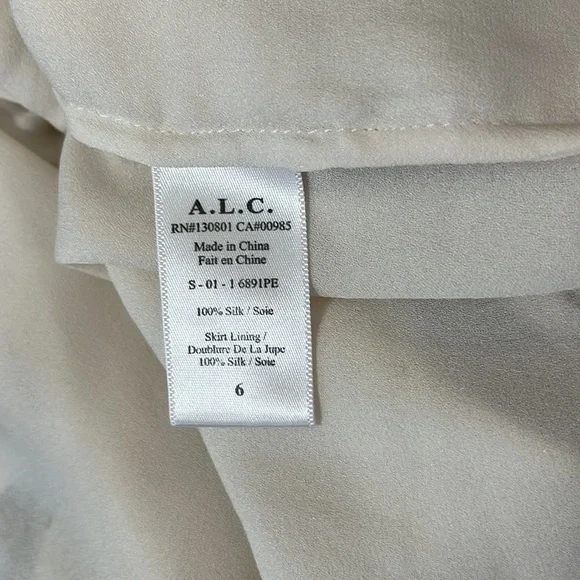 A.L.C.
RN#130801 CA#00985
Made in China
Fait en Chine
S - 01 - 1 6891PE
100% Silk / Soie
Skirt Lining /
Doublure De La Jupe
100% Silk / Soie
6